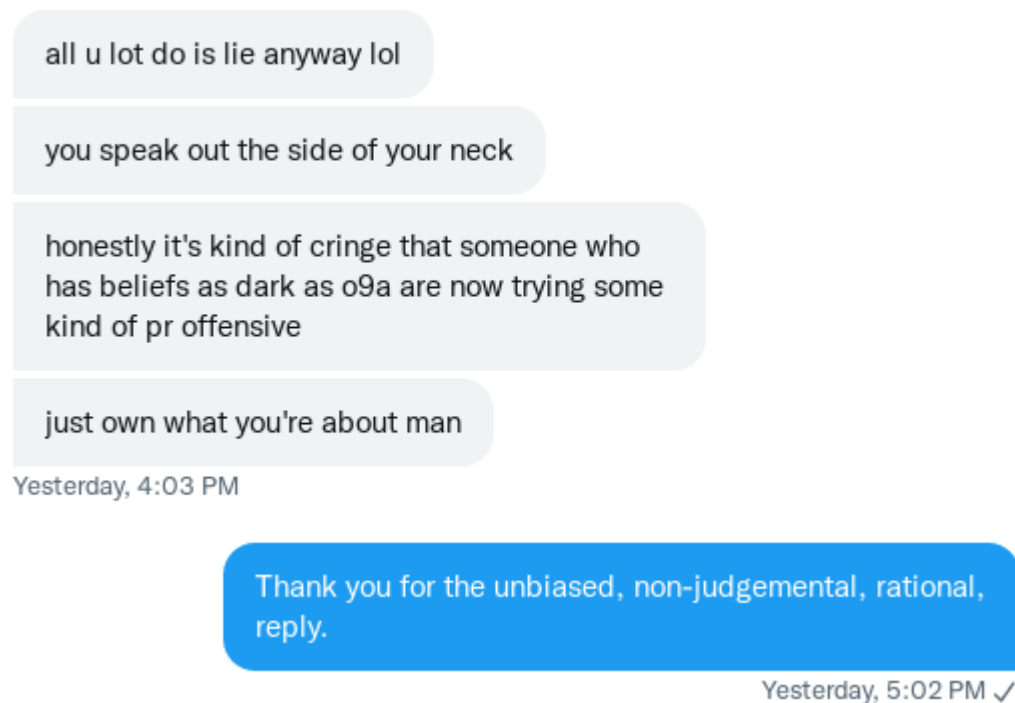 all u lot do is lie anyway lol
you speak out the side of your neck
honestly it's kind of cringe that someone who
has beliefs as dark as o9a are now trying some
kind of pr offensive
just own what you're about man
Yesterday, 4:03 PM
Thank you for the unbiased, non-judgemental, rational,
reply.
Yesterday, 5:02 PM ✓